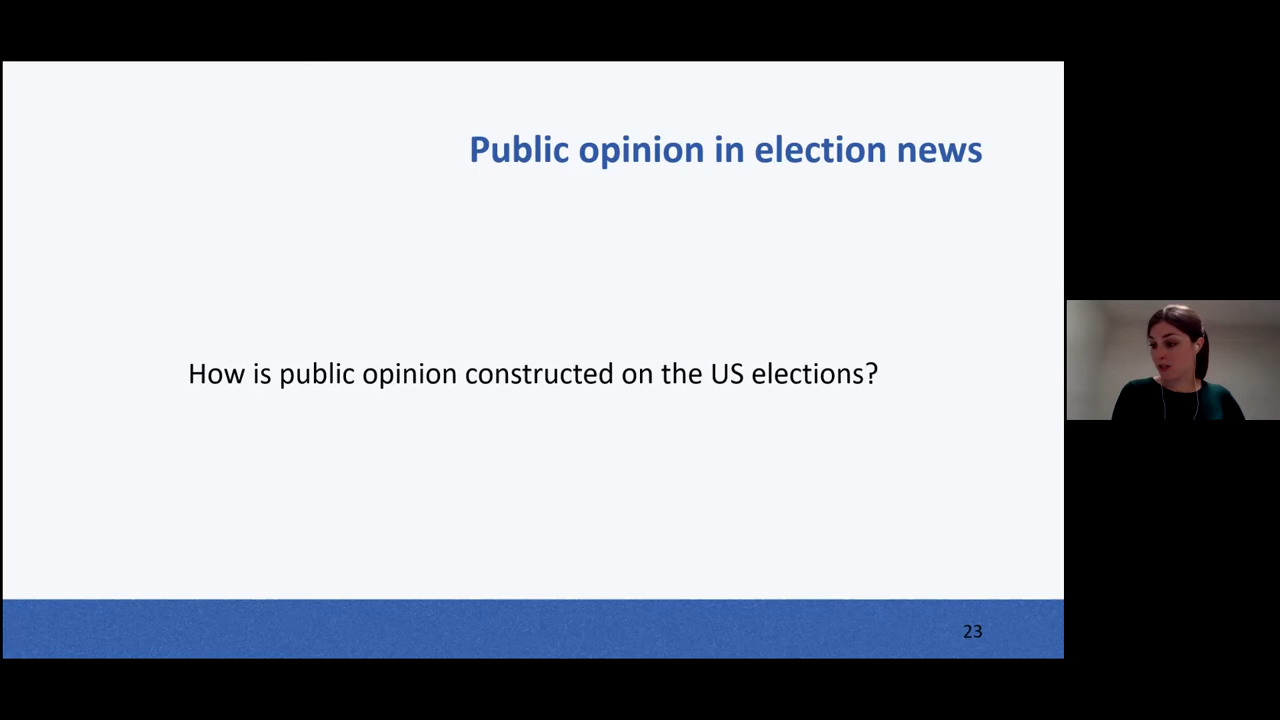 Public opinion in election news
How is public opinion constructed on the US elections?
23